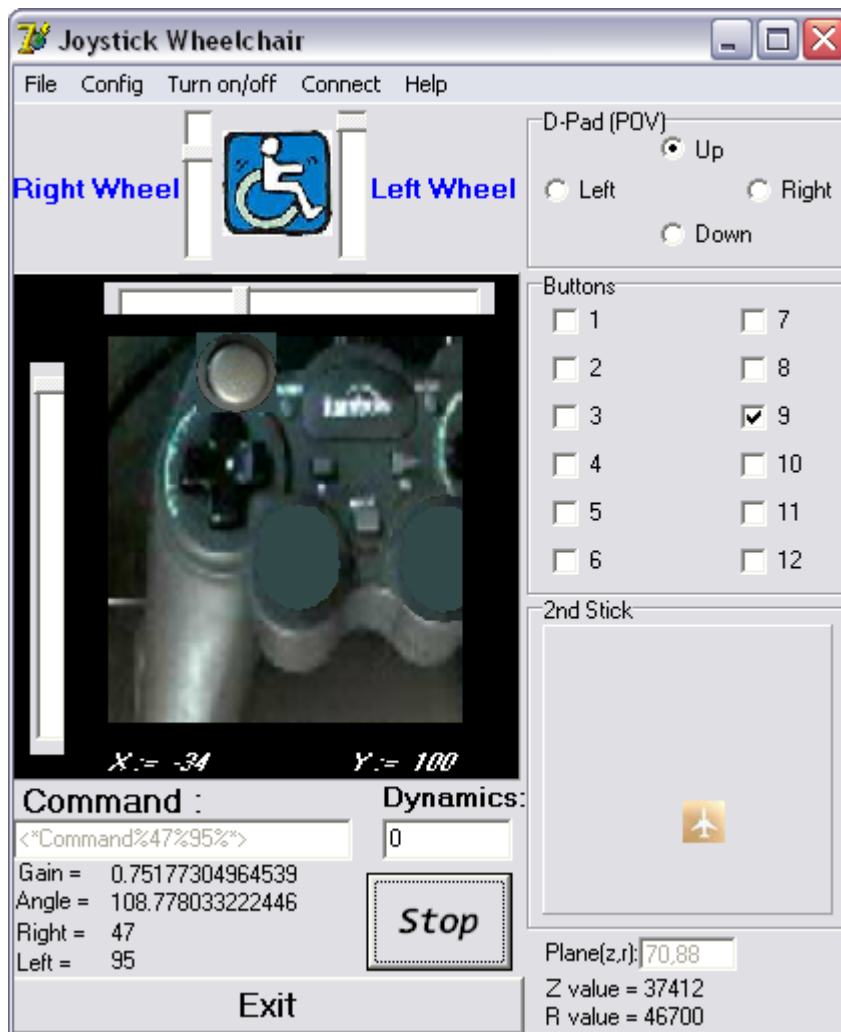 Joystick Wheelchair
File Config Turn on/off Connect Help
Right Wheel
Left Wheel
D-Pad (POV)
Up
Left Right
Down
Buttons
1 7
2 8
3 9
4 10
5 11
6 12
2nd Stick
X := -34 Y := 100
Command :
<*Command%47%95%*>
Dynamics:
0
Gain = 0.75177304964539
Angle = 108.778033222446
Right = 47
Left = 95
Stop
Exit
Plane(z,r): 70,88
Z value = 37412
R value = 46700